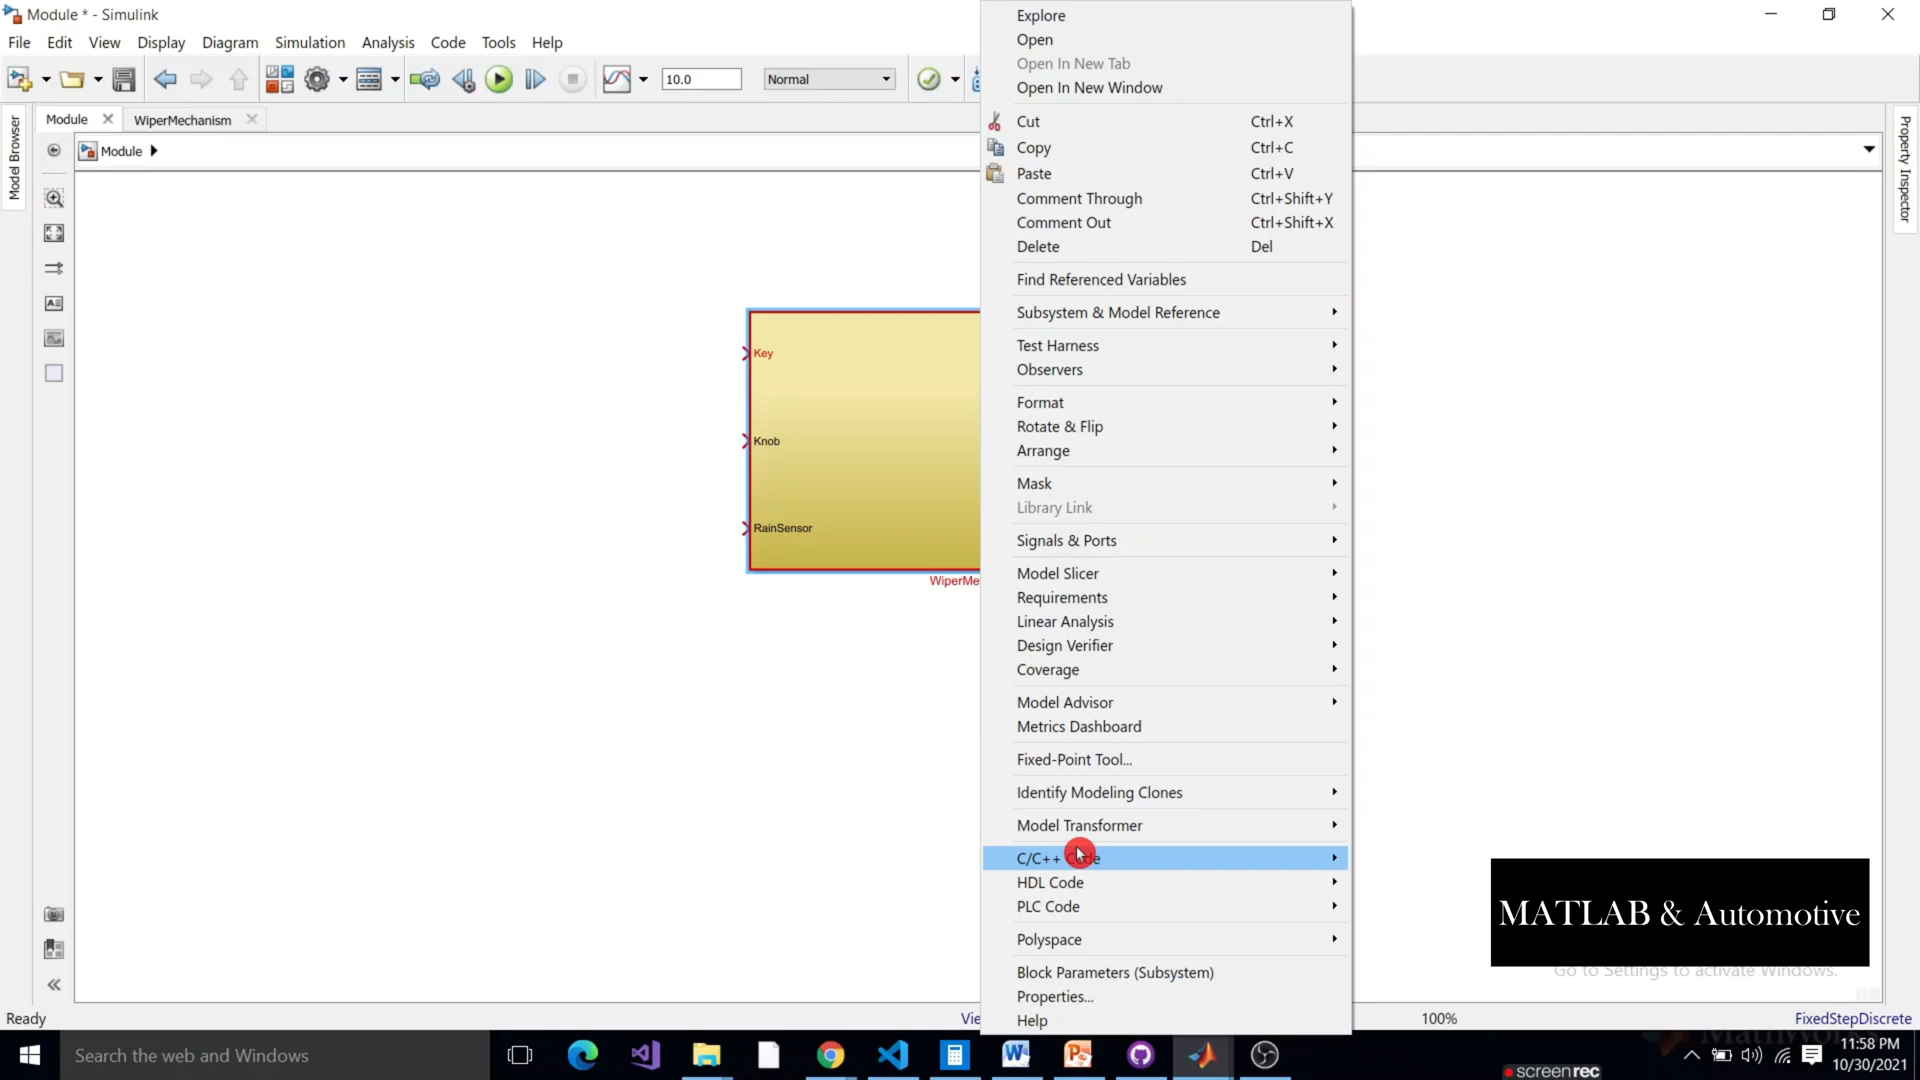 Module * - Simulink
File Edit View Display Diagram Simulation Analysis Code Tools Help
10.0 Normal
Module WiperMechanism
Module
Model Browser
Property Inspector
Key
Knob
RainSensor
WiperMe
Explore
Open
Open In New Tab
Open In New Window
Cut Ctrl+X
Copy Ctrl+C
Paste Ctrl+V
Comment Through Ctrl+Shift+Y
Comment Out Ctrl+Shift+X
Delete Del
Find Referenced Variables
Subsystem & Model Reference
Test Harness
Observers
Format
Rotate & Flip
Arrange
Mask
Library Link
Signals & Ports
Model Slicer
Requirements
Linear Analysis
Design Verifier
Coverage
Model Advisor
Metrics Dashboard
Fixed-Point Tool...
Identify Modeling Clones
Model Transformer
C/C++ Code
HDL Code
PLC Code
Polyspace
Block Parameters (Subsystem)
Properties...
Help
MATLAB & Automotive
Go to Settings to activate Windows.
Ready Vie 100% FixedStepDiscrete
Search the web and Windows
11:58 PM
10/30/2021
screenrec